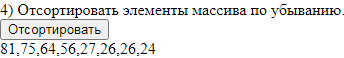 4) Отсортировать элементы массива по убыванию.
Отсортировать
81,75,64,56,27,26,26,24